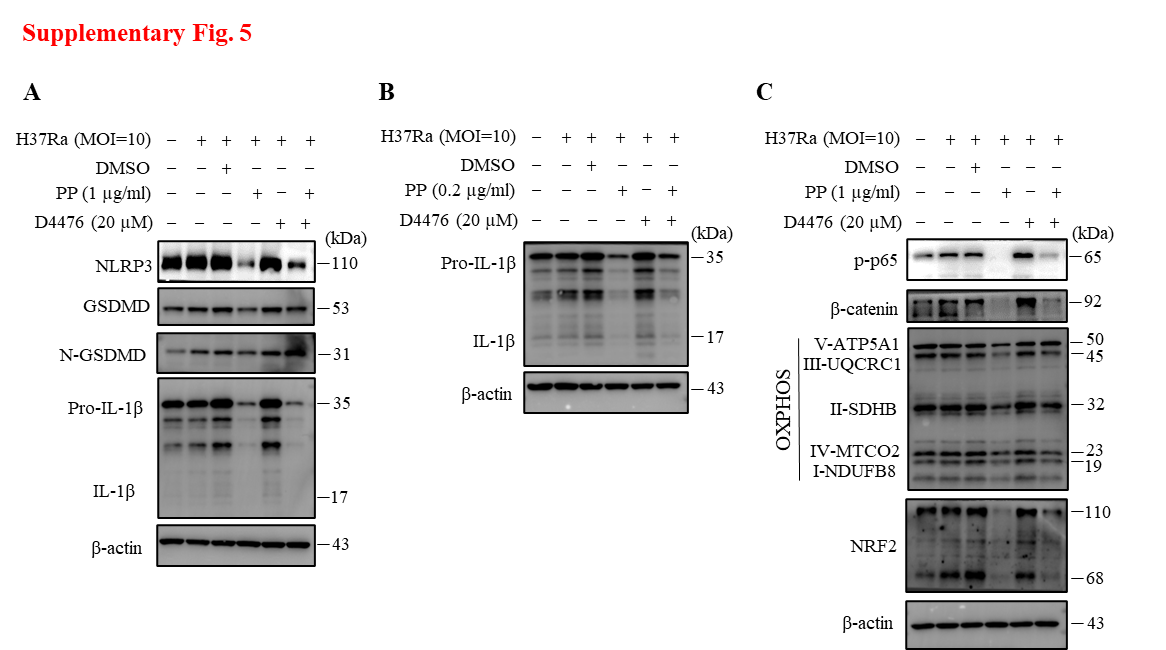 Supplementary Fig. 5
A
H37Ra (MOI=10) − + + + + +
DMSO − − + − − −
PP (1 μg/ml) − − − + − +
D4476 (20 μM) − − − − + +
(kDa)
NLRP3 −110
GSDMD −53
N-GSDMD −31
Pro-IL-1β −35
IL-1β −17
β-actin −43
B
H37Ra (MOI=10) − + + + + +
DMSO − − + − − −
PP (0.2 μg/ml) − − − + − +
D4476 (20 μM) − − − − + +
(kDa)
Pro-IL-1β −35
IL-1β −17
β-actin −43
C
H37Ra (MOI=10) − + + + + +
DMSO − − + − − −
PP (1 μg/ml) − − − + − +
D4476 (20 μM) − − − − + +
(kDa)
p-p65 −65
β-catenin −92
OXPHOS
V-ATP5A1 −50
III-UQCRC1 −45
II-SDHB −32
IV-MTCO2 −23
I-NDUFB8 −19
NRF2 −110
−68
β-actin −43